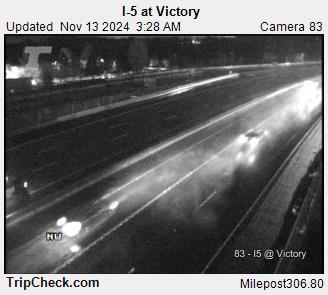 I-5 at Victory
Updated Nov 13 2024 3:28 AM Camera 83
T
NW
83 - I5 @ Victory
TripCheck.com Milepost306.80